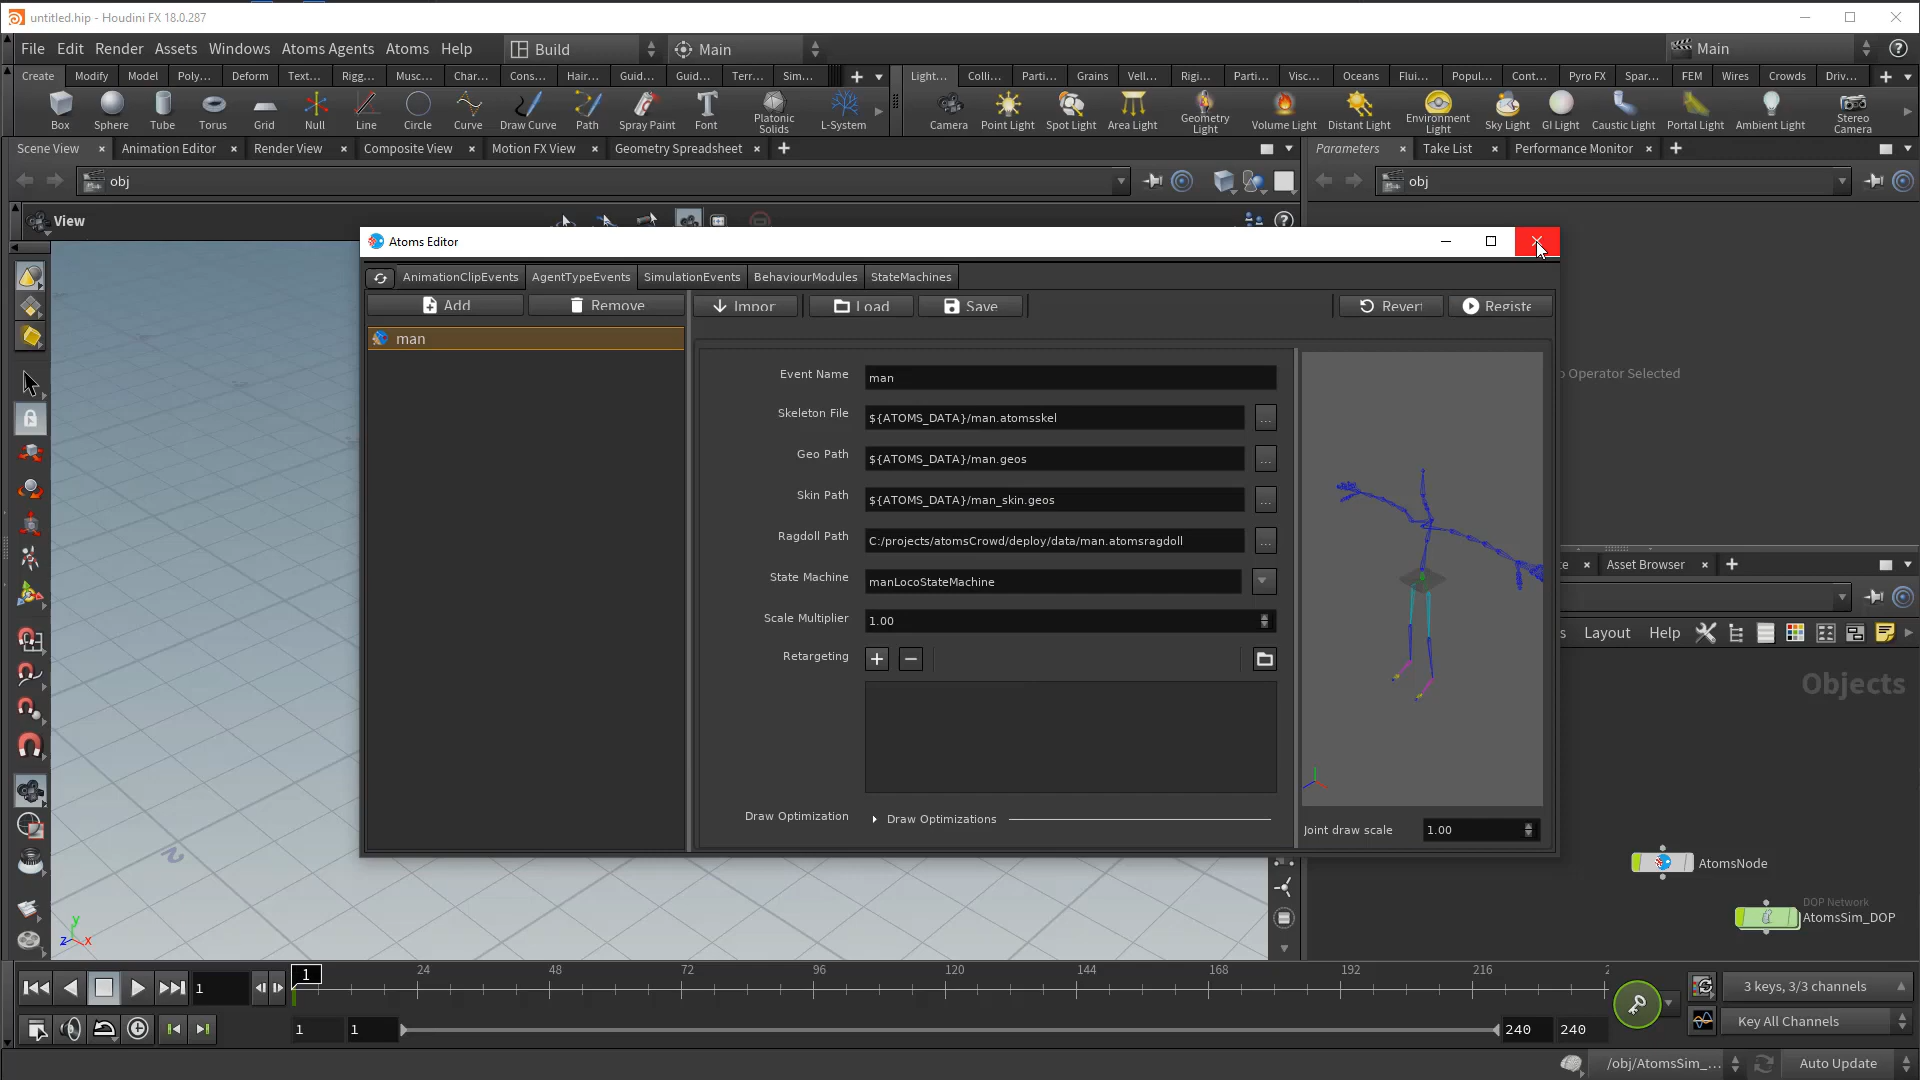 untitled.hip - Houdini FX 18.0.287
File Edit Render Assets Windows Atoms Agents Atoms Help Build Main Main
Create Modify Model Poly... Deform Text... Rigg... Musc... Char... Cons... Hair... Guid... Guid... Terr... Sim... Light... Colli... Parti... Grains Vell... Rigi... Parti... Visc... Oceans Flui... Popul... Cont... Pyro FX Spar... FEM Wires Crowds Driv...
Box Sphere Tube Torus Grid Null Line Circle Curve Draw Curve Path Spray Paint Font Platonic Solids L-System Camera Point Light Spot Light Area Light Geometry Light Volume Light Distant Light Environment Light Sky Light GI Light Caustic Light Portal Light Ambient Light Stereo Camera
Scene View Animation Editor Render View Composite View Motion FX View Geometry Spreadsheet Parameters Take List Performance Monitor
obj obj
View
Atoms Editor
AnimationClipEvents AgentTypeEvents SimulationEvents BehaviourModules StateMachines
Add Remove Impor Load Save Revert Registe
man
Event Name man
Operator Selected
Skeleton File ${ATOMS_DATA}/man.atomsskel ...
Geo Path ${ATOMS_DATA}/man.geos ...
Skin Path ${ATOMS_DATA}/man_skin.geos ...
Ragdoll Path C:/projects/atomsCrowd/deploy/data/man.atomsragdoll ...
e Asset Browser
State Machine manLocoStateMachine
Scale Multiplier 1.00
s Layout Help
Retargeting
Objects
Draw Optimization Draw Optimizations
Joint draw scale 1.00
AtomsNode
DOP Network
AtomsSim_DOP
2
y
z x
1 24 48 72 96 120 144 168 192 216 2
1
3 keys, 3/3 channels
1 1 240 240
Key All Channels
/obj/AtomsSim_... Auto Update